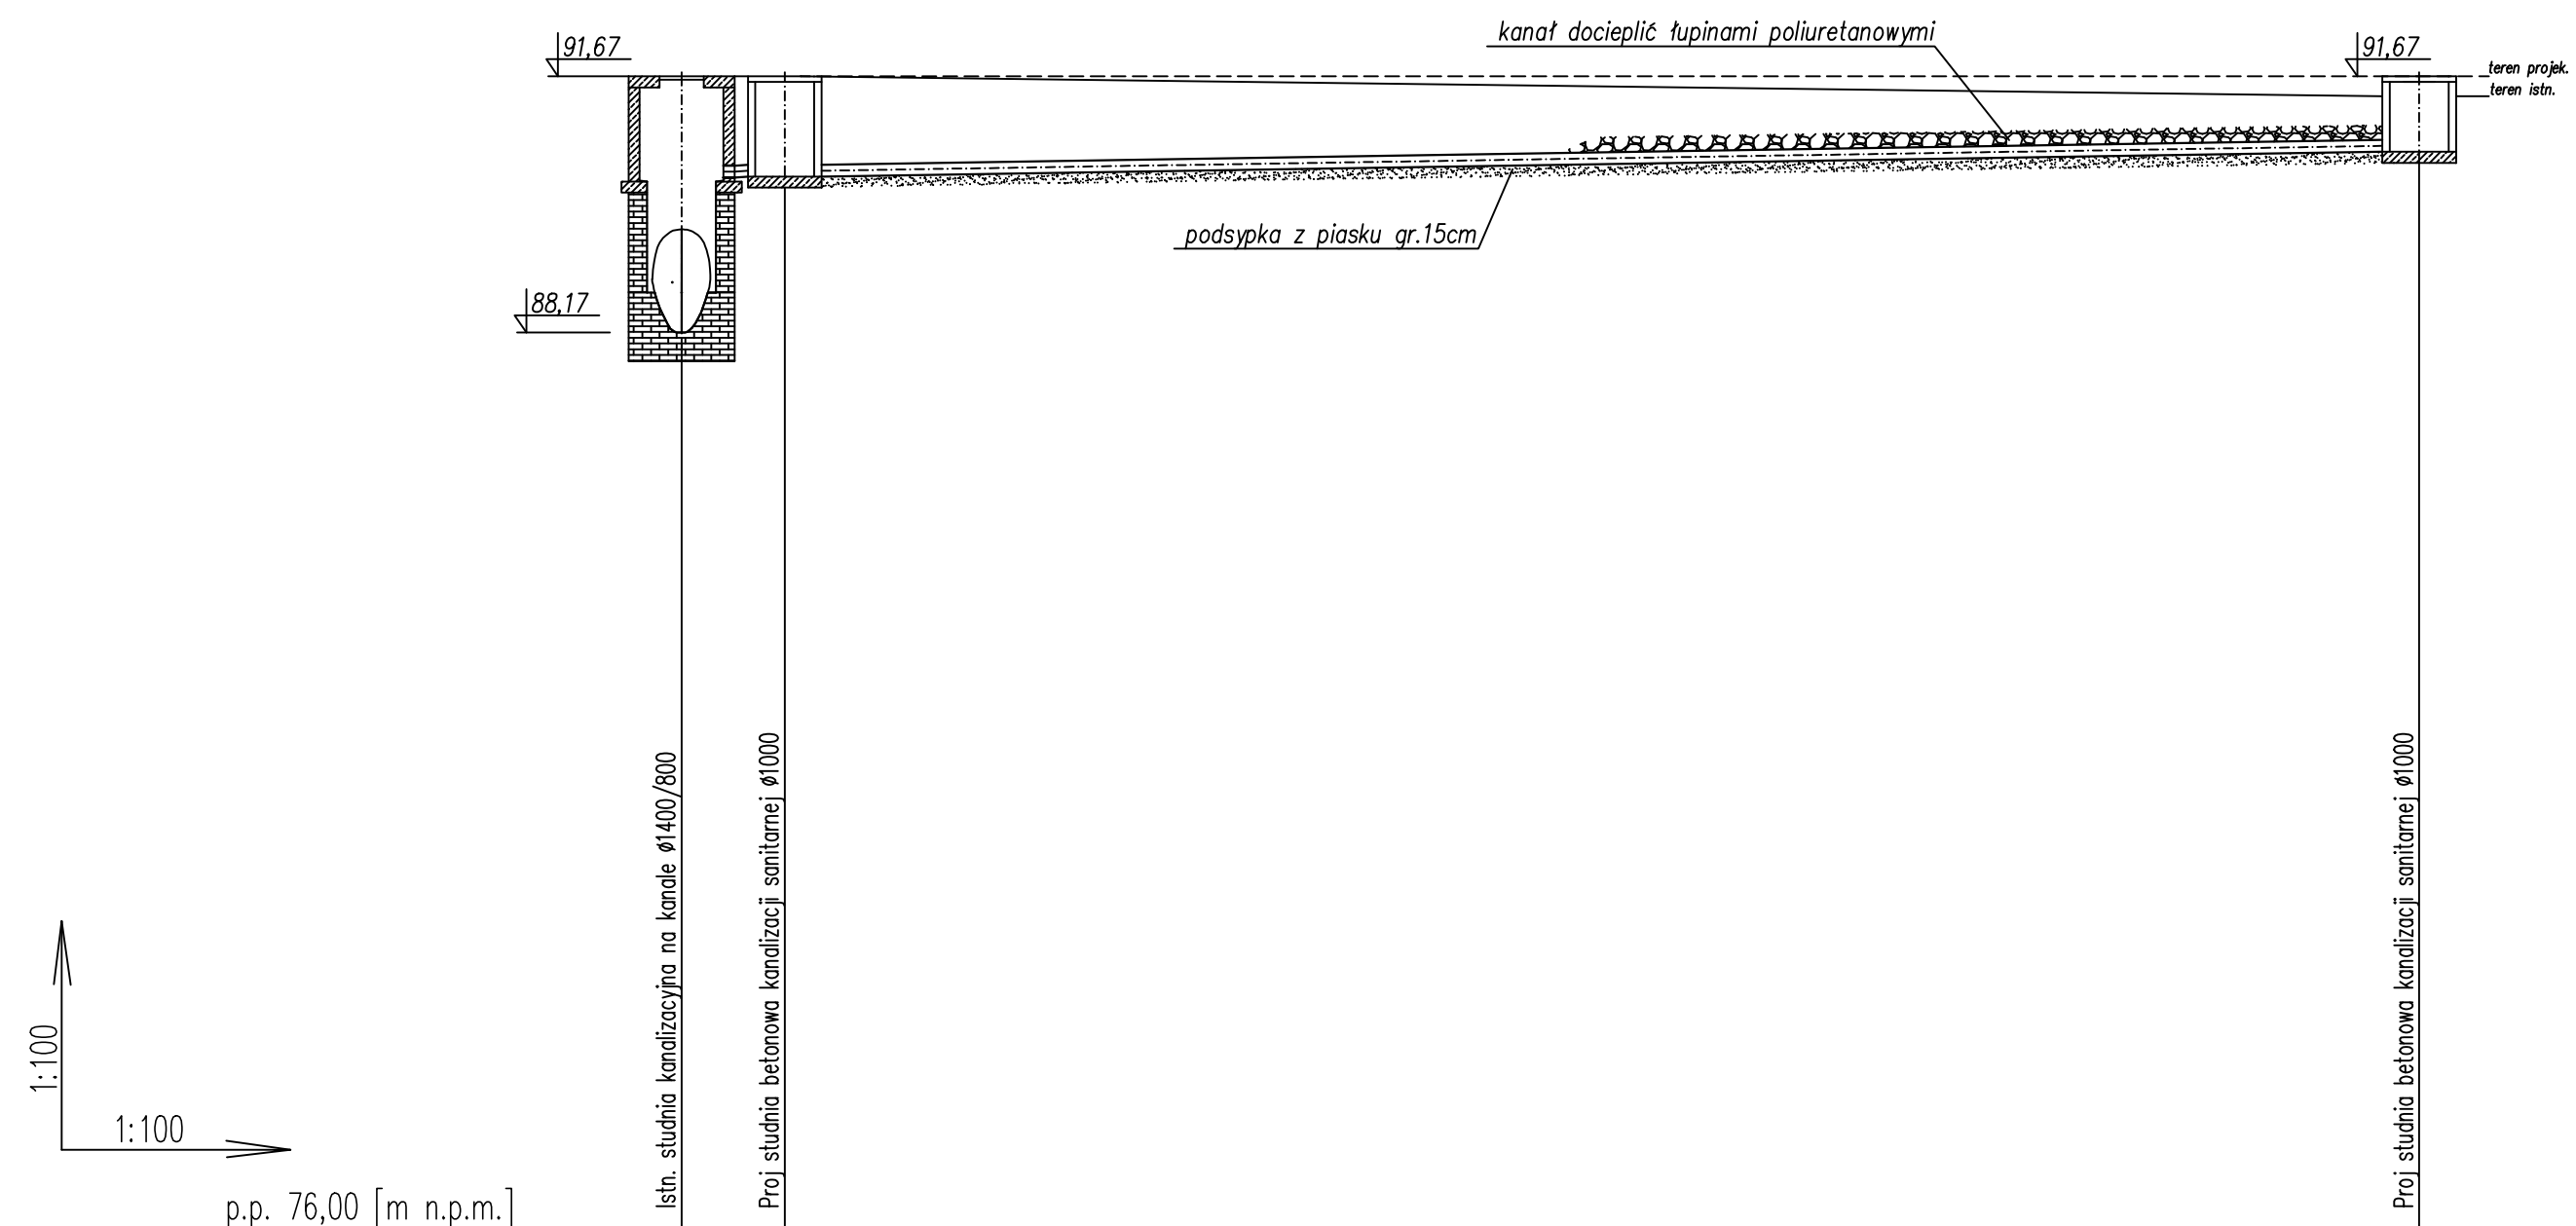 kanał docieplić łupinami poliuretanowymi
91,67
91,67
teren projek.
teren istn.
podsypka z piasku gr.15cm
88,17
Istn. studnia kanalizacyjna na kanale ø1400/800
Proj studnia betonowa kanalizacji sanitarnej ø1000
Proj studnia betonowa kanalizacji sanitarnej ø1000
1:100
1:100
p.p. 76,00 [m n.p.m.]